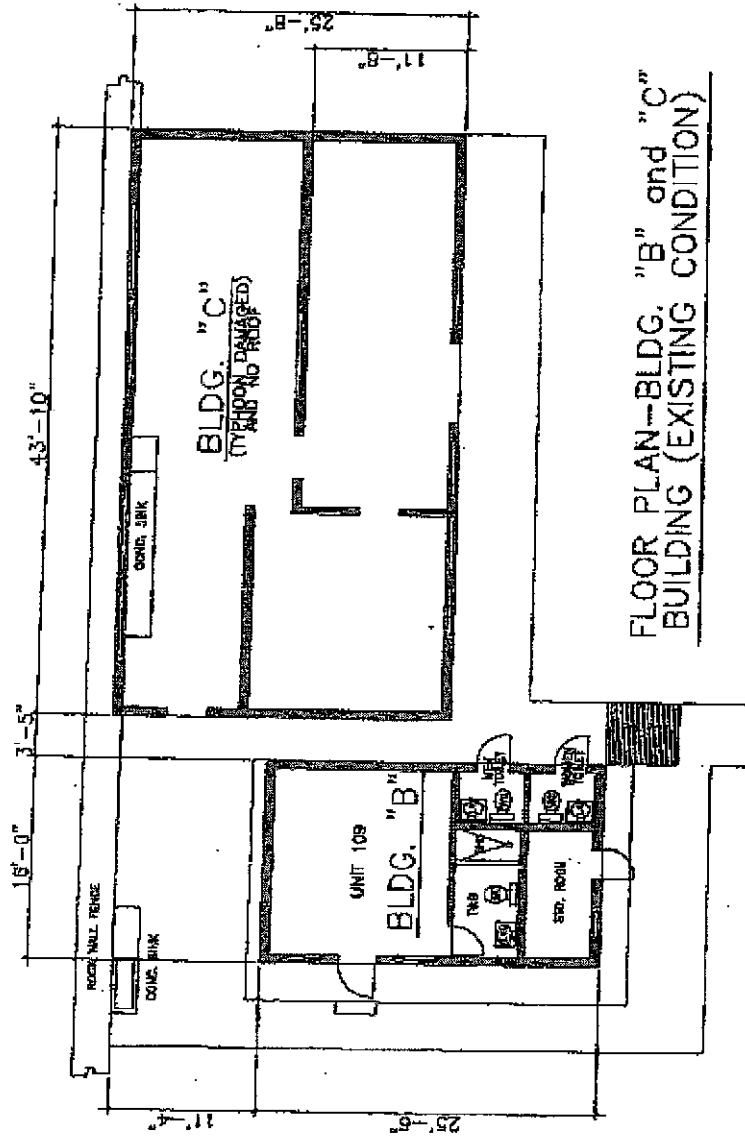 43'-10"
3'-5"
16'-0"
25'-8"
11'-8"
ROCK WALL FENCE
CONC. SINK
CONC. SINK
BLDG. "C"
(TYPHOON DAMAGED)
AND NO ROOF
UNIT 109
BLDG. "B"
MEN
TOILET
WOMEN
TOILET
T&B
STO. ROOM
11'-4"
25'-6"
FLOOR PLAN-BLDG. "B" and "C"
BUILDING (EXISTING CONDITION)